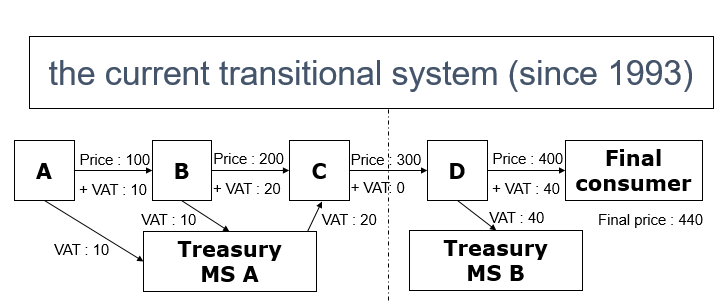 the current transitional system (since 1993)
A
Price : 100
+ VAT : 10
B
Price : 200
+ VAT : 20
C
Price : 300
+ VAT: 0
D
Price : 400
+ VAT : 40
Final
consumer
VAT : 10
VAT : 10
VAT : 20
VAT : 40
Final price : 440
Treasury
MS A
Treasury
MS B